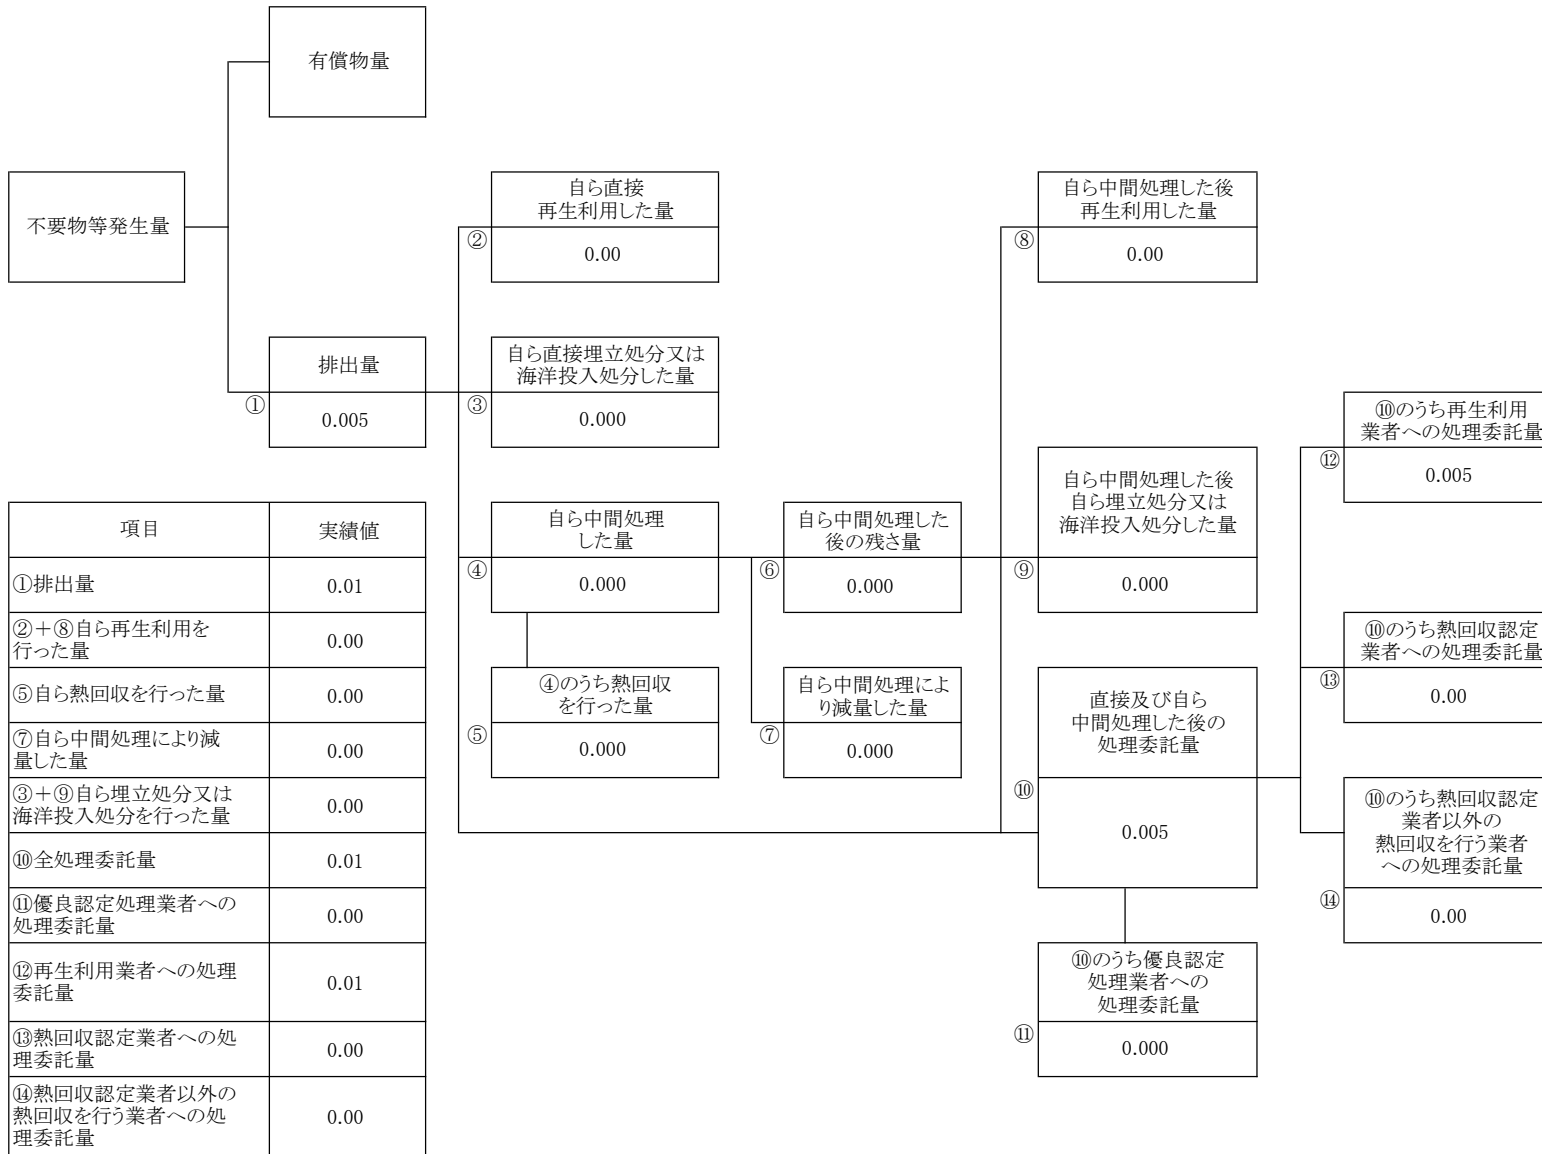 有償物量
不要物等発生量
自ら直接
再生利用した量
②
0.00
自ら中間処理した後
再生利用した量
⑧
0.00
排出量
①
0.005
自ら直接埋立処分又は
海洋投入処分した量
③
0.000
⑩のうち再生利用
業者への処理委託量
⑫
0.005
自ら中間処理
した量
④
0.000
自ら中間処理した
後の残さ量
⑥
0.000
自ら中間処理した後
自ら埋立処分又は
海洋投入処分した量
⑨
0.000
⑩のうち熱回収認定
業者への処理委託量
⑬
0.00
④のうち熱回収
を行った量
⑤
0.000
自ら中間処理によ
り減量した量
⑦
0.000
直接及び自ら
中間処理した後の
処理委託量
⑩
0.005
⑩のうち熱回収認定
業者以外の
熱回収を行う業者
への処理委託量
⑭
0.00
⑩のうち優良認定
処理業者への
処理委託量
⑪
0.000
項目 実績値
①排出量 0.01
②＋⑧自ら再生利用を
行った量 0.00
⑤自ら熱回収を行った量 0.00
⑦自ら中間処理により減
量した量 0.00
③＋⑨自ら埋立処分又は
海洋投入処分を行った量 0.00
⑩全処理委託量 0.01
⑪優良認定処理業者への
処理委託量 0.00
⑫再生利用業者への処理
委託量 0.01
⑬熱回収認定業者への処
理委託量 0.00
⑭熱回収認定業者以外の
熱回収を行う業者への処
理委託量 0.00